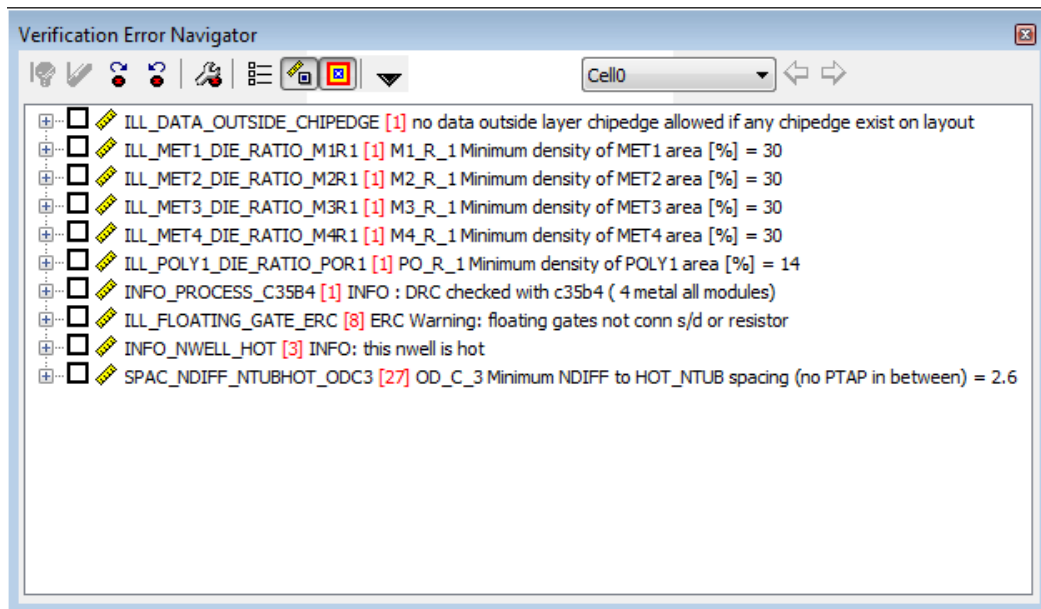 Verification Error Navigator
Cell0
ILL_DATA_OUTSIDE_CHIPEDGE [1] no data outside layer chipedge allowed if any chipedge exist on layout
ILL_MET1_DIE_RATIO_M1R1 [1] M1_R_1 Minimum density of MET1 area [%] = 30
ILL_MET2_DIE_RATIO_M2R1 [1] M2_R_1 Minimum density of MET2 area [%] = 30
ILL_MET3_DIE_RATIO_M3R1 [1] M3_R_1 Minimum density of MET3 area [%] = 30
ILL_MET4_DIE_RATIO_M4R1 [1] M4_R_1 Minimum density of MET4 area [%] = 30
ILL_POLY1_DIE_RATIO_POR1 [1] PO_R_1 Minimum density of POLY1 area [%] = 14
INFO_PROCESS_C35B4 [1] INFO : DRC checked with c35b4 ( 4 metal all modules)
ILL_FLOATING_GATE_ERC [8] ERC Warning: floating gates not conn s/d or resistor
INFO_NWELL_HOT [3] INFO: this nwell is hot
SPAC_NDIFF_NTUBHOT_ODC3 [27] OD_C_3 Minimum NDIFF to HOT_NTUB spacing (no PTAP in between) = 2.6